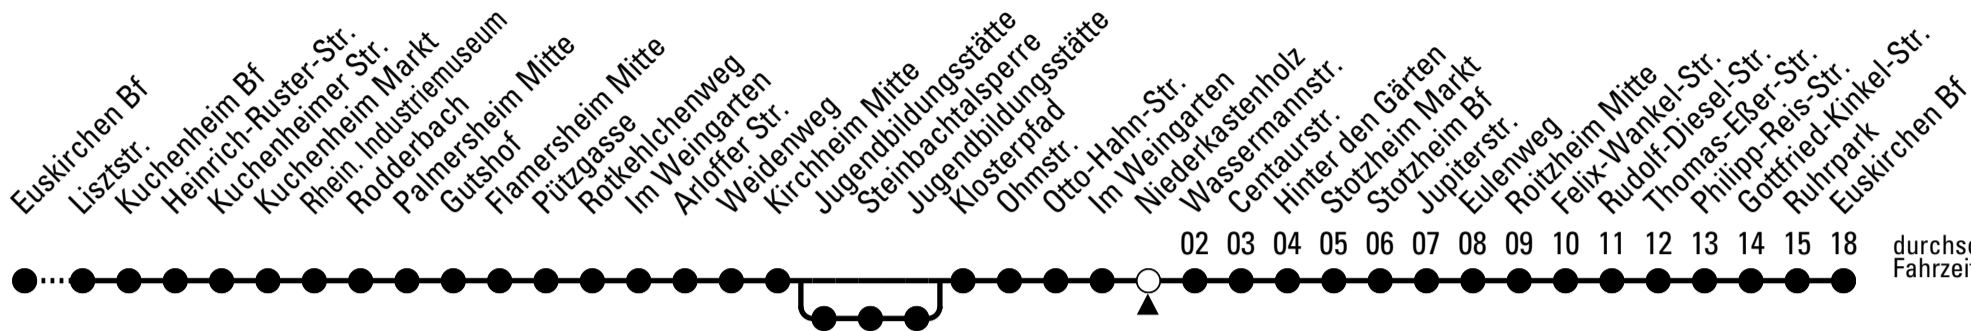 Euskirchen Bf
Lisztstr.
Kuchenheim Bf
Heinrich-Ruster-Str.
Kuchenheimer Str.
Kuchenheim Markt
Rhein. Industriemuseum
Rodderbach
Palmersheim Mitte
Gutshof
Flamersheim Mitte
Pützgasse
Rotkehlchenweg
Im Weingarten
Arloffer Str.
Weidenweg
Kirchheim Mitte
Jugendbildungsstätte
Steinbachtalsperre
Jugendbildungsstätte
Klosterpfad
Ohmstr.
Otto-Hahn-Str.
Im Weingarten
Niederkastenholz
Wassermannstr.
Centaurstr.
Hinter den Gärten
Stotzheim Markt
Stotzheim Bf
Jupiterstr.
Eulenweg
Roitzheim Mitte
Felix-Wankel-Str.
Rudolf-Diesel-Str.
Thomas-Eßer-Str.
Philipp-Reis-Str.
Gottfried-Kinkel-Str.
Ruhrpark
Euskirchen Bf
02 03 04 05 06 07 08 09 10 11 12 13 14 15 18